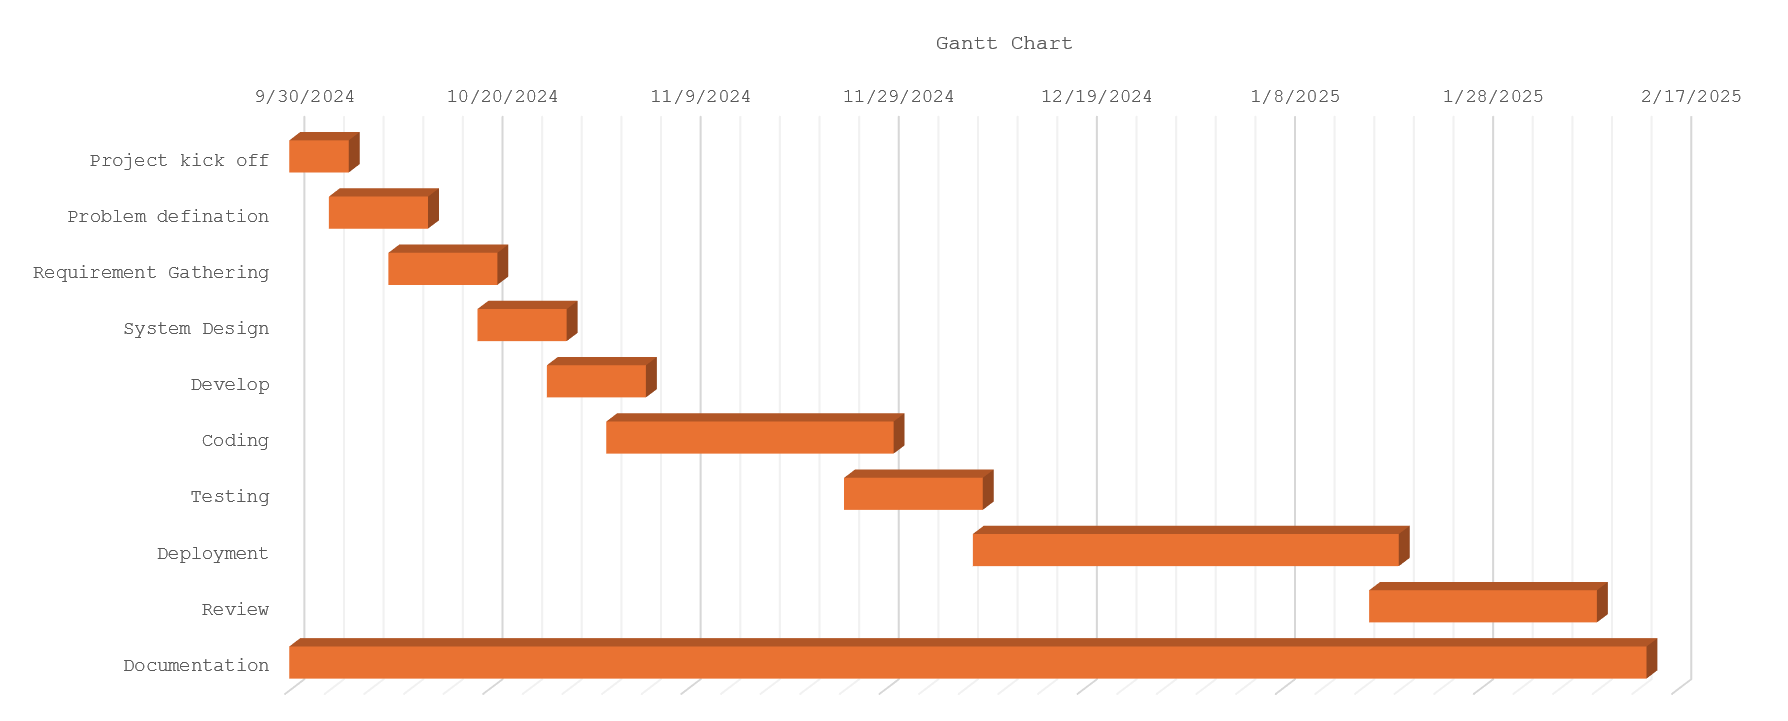 Gantt Chart
9/30/2024 10/20/2024 11/9/2024 11/29/2024 12/19/2024 1/8/2025 1/28/2025 2/17/2025
Project kick off
Problem defination
Requirement Gathering
System Design
Develop
Coding
Testing
Deployment
Review
Documentation